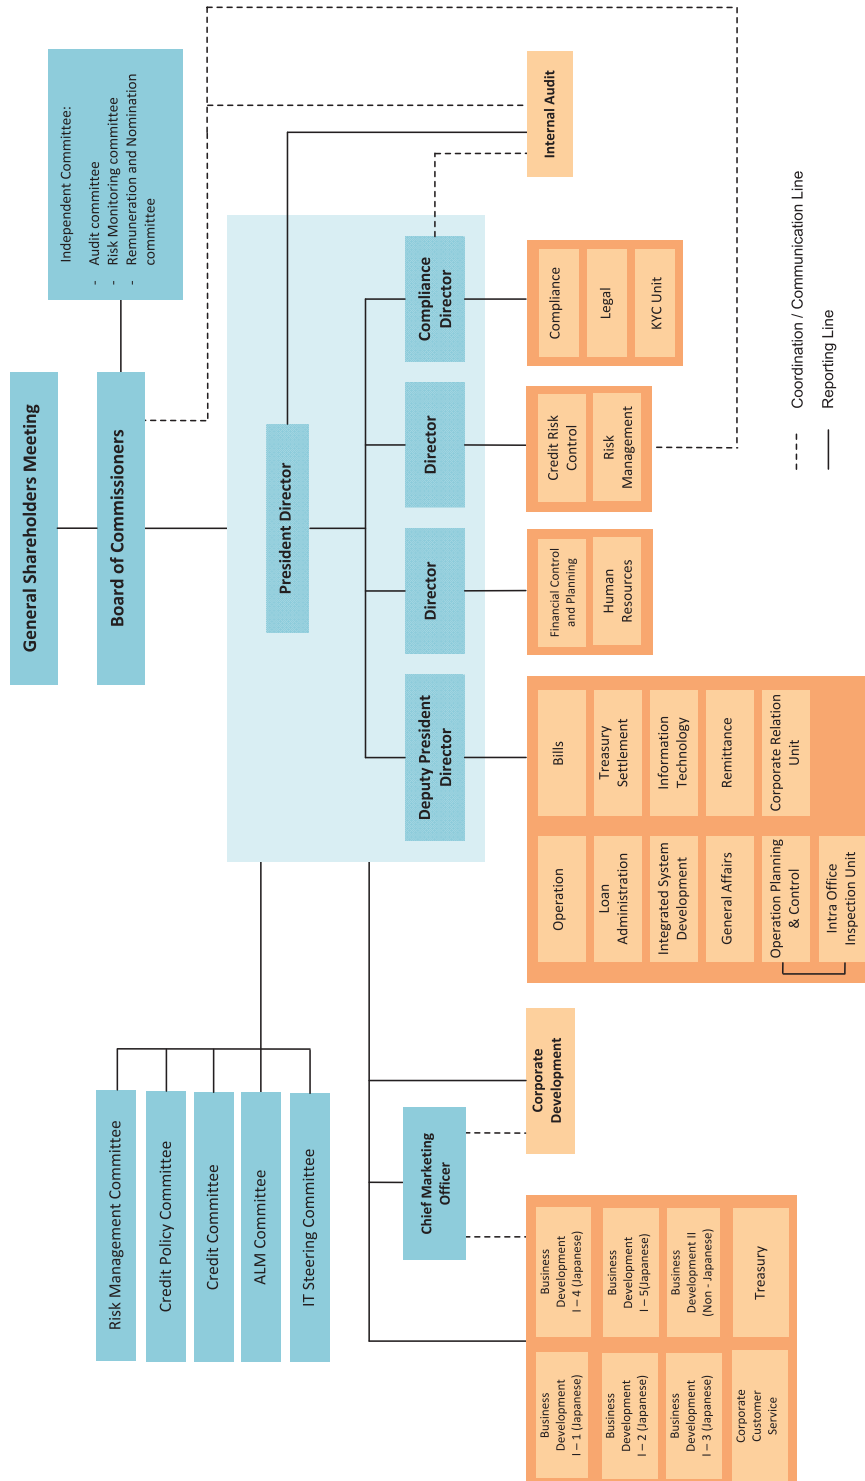 General Shareholders Meeting
Board of Commissioners
Independent Committee:
- Audit committee
- Risk Monitoring committee
- Remuneration and Nomination
committee
Risk Management Committee
Credit Policy Committee
Credit Committee
ALM Committee
IT Steering Committee
President Director
Deputy President
Director
Director
Director
Compliance
Director
Internal Audit
Chief Marketing
Officer
Corporate
Development
Business
Development
I – 1 (Japanese)
Business
Development
I – 4 (Japanese)
Business
Development
I – 2 (Japanese)
Business
Development
I – 5(Japanese)
Business
Development
I – 3 (Japanese)
Business
Development II
(Non - Japanese)
Corporate
Customer
Service
Treasury
Operation
Bills
Loan
Administration
Treasury
Settlement
Integrated System
Development
Information
Technology
General Affairs
Remittance
Operation Planning
& Control
Corporate Relation
Unit
Intra Office
Inspection Unit
Financial Control
and Planning
Human
Resources
Credit Risk
Control
Risk
Management
Compliance
Legal
KYC Unit
Coordination / Communication Line
Reporting Line